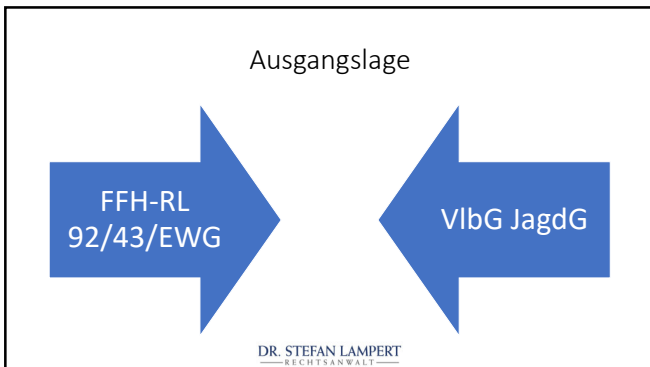 Ausgangslage
FFH-RL
92/43/EWG
VlbG JagdG
DR. STEFAN LAMPERT
RECHTSANWALT